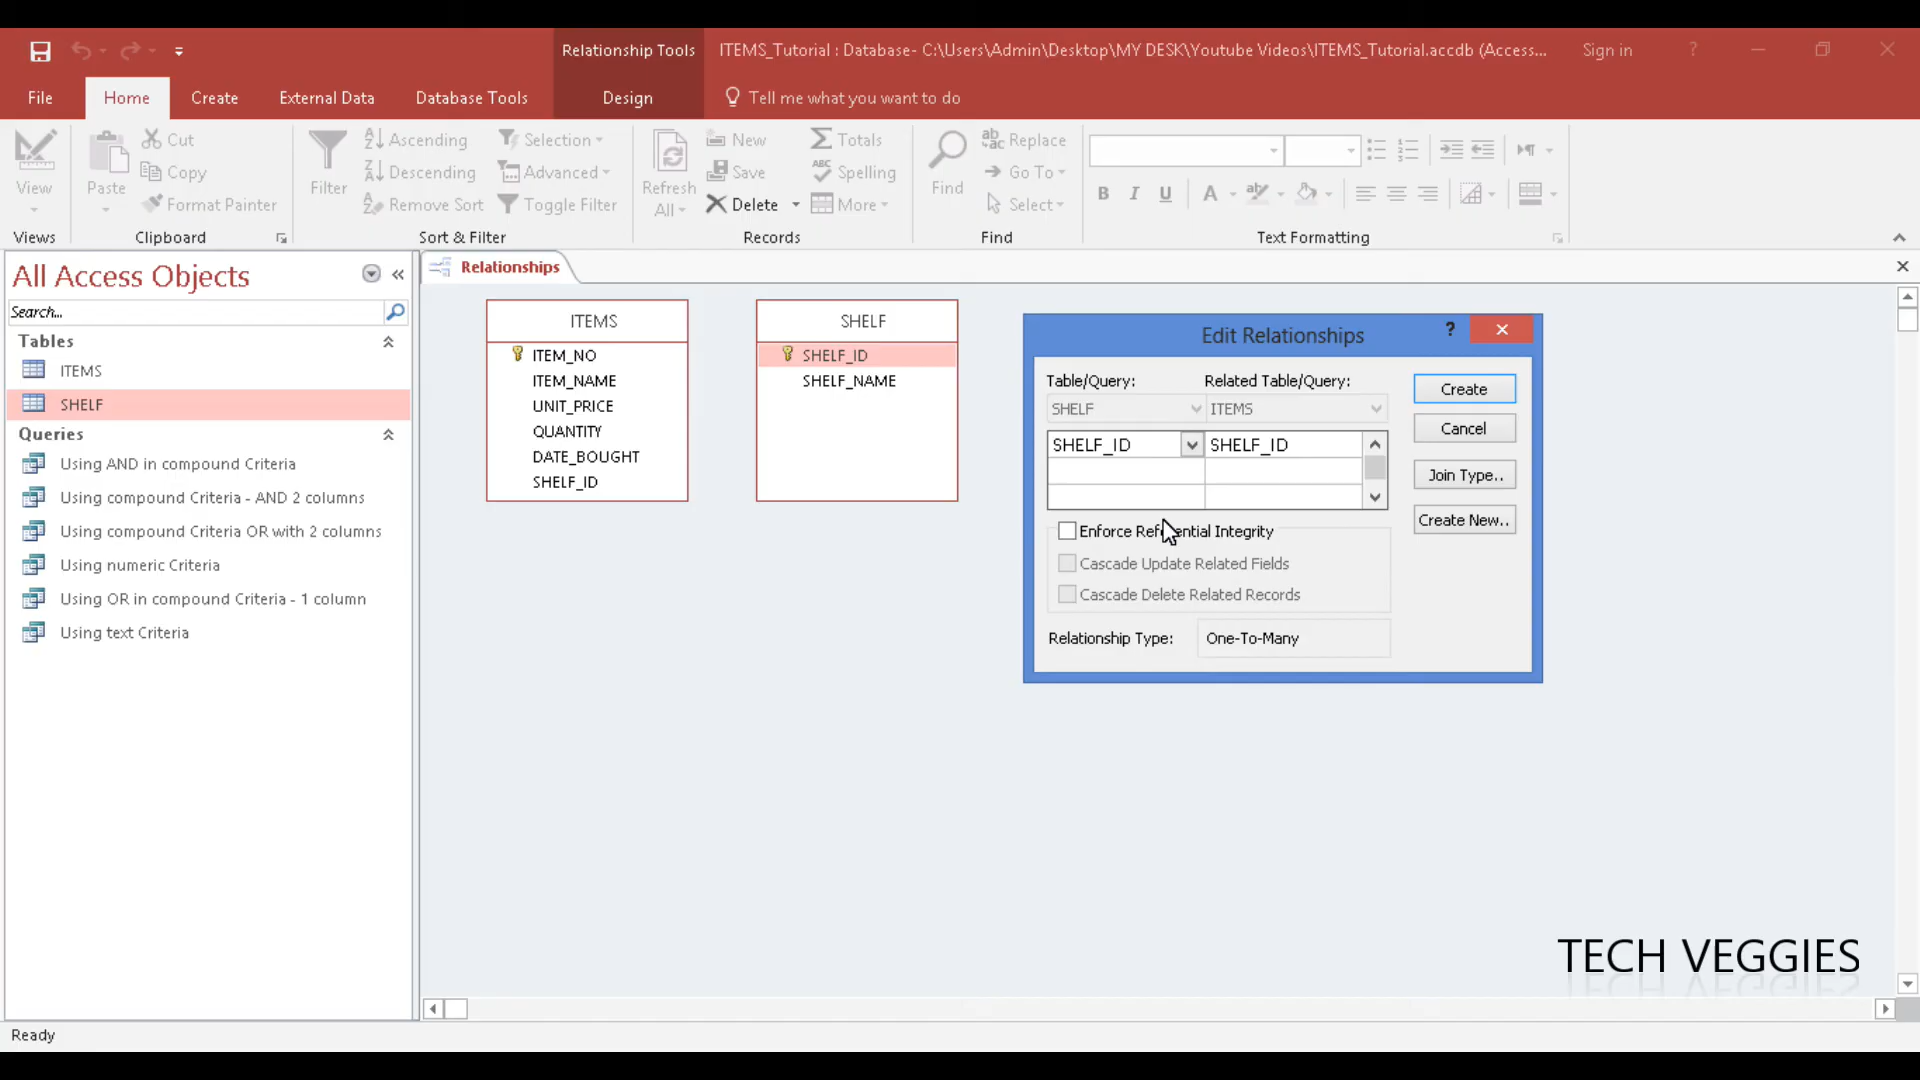 Relationship Tools
ITEMS_Tutorial : Database- C:\Users\Admin\Desktop\MY DESK\Youtube Videos\ITEMS_Tutorial.accdb (Access...
Sign in
?
File
Home
Create
External Data
Database Tools
Design
Tell me what you want to do
View
Paste
Cut
Copy
Format Painter
Filter
Ascending
Descending
Remove Sort
Selection
Advanced
Toggle Filter
Refresh
All
New
Save
Delete
Totals
Spelling
More
Find
Replace
Go To
Select
B I U
Views
Clipboard
Sort & Filter
Records
Find
Text Formatting
All Access Objects
Search...
Tables
ITEMS
SHELF
Queries
Using AND in compound Criteria
Using compound Criteria - AND 2 columns
Using compound Criteria OR with 2 columns
Using numeric Criteria
Using OR in compound Criteria - 1 column
Using text Criteria
Relationships
ITEMS
ITEM_NO
ITEM_NAME
UNIT_PRICE
QUANTITY
DATE_BOUGHT
SHELF_ID
SHELF
SHELF_ID
SHELF_NAME
Edit Relationships
?
Table/Query:
Related Table/Query:
SHELF
ITEMS
SHELF_ID
SHELF_ID
Enforce Referential Integrity
Cascade Update Related Fields
Cascade Delete Related Records
Relationship Type:
One-To-Many
Create
Cancel
Join Type..
Create New..
TECH VEGGIES
Ready